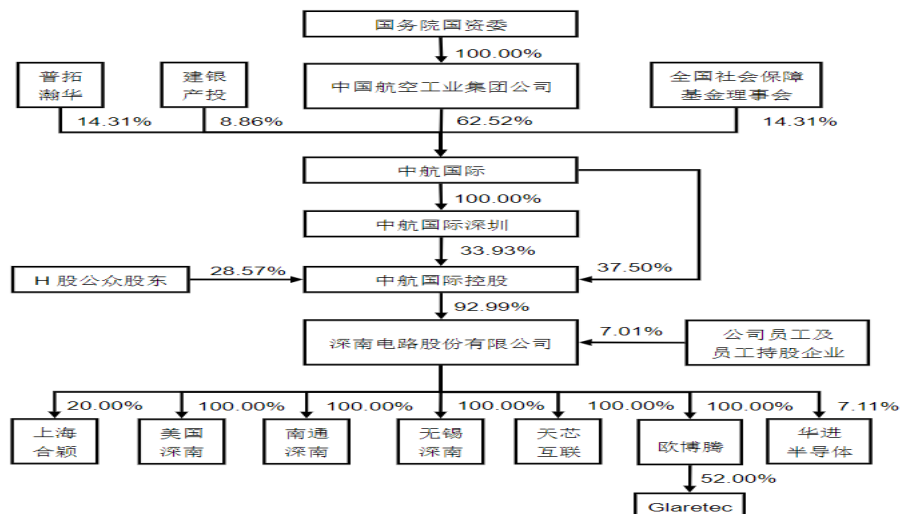 国务院国资委
100.00%
普拓
瀚华
建银
产投
中国航空工业集团公司
全国社会保障
基金理事会
14.31%
8.86%
62.52%
14.31%
中航国际
100.00%
中航国际深圳
33.93%
H 股公众股东
28.57%
中航国际控股
37.50%
92.99%
深南电路股份有限公司
7.01%
公司员工及
员工持股企业
20.00%
100.00%
100.00%
100.00%
100.00%
100.00%
7.11%
上海
合颖
美国
深南
南通
深南
无锡
深南
天芯
互联
欧博腾
华进
半导体
52.00%
Glaretec